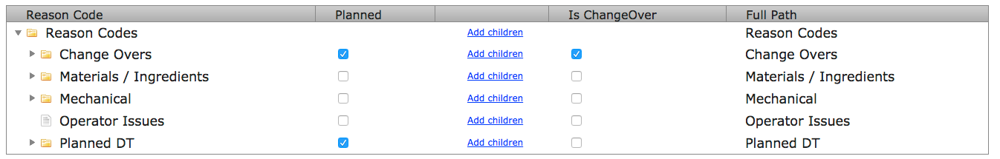 Reason Code Planned Is ChangeOver Full Path
Reason Codes Add children Reason Codes
Change Overs Add children Change Overs
Materials / Ingredients Add children Materials / Ingredients
Mechanical Add children Mechanical
Operator Issues Add children Operator Issues
Planned DT Add children Planned DT